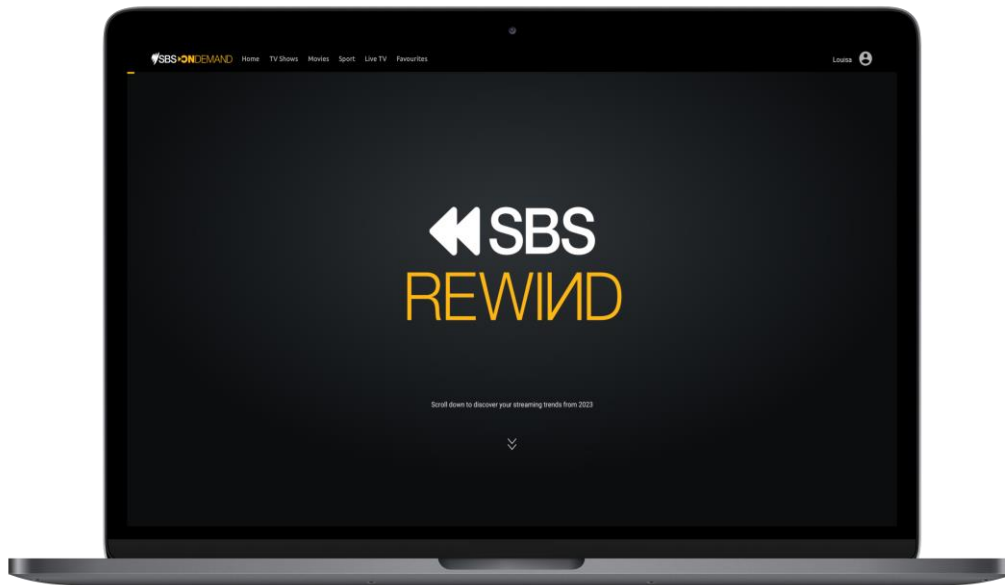 SBS ON DEMAND Home TV Shows Movies Sport Live TV Favourites Louisa
SBS
REWIND
Scroll down to discover your streaming trends from 2023